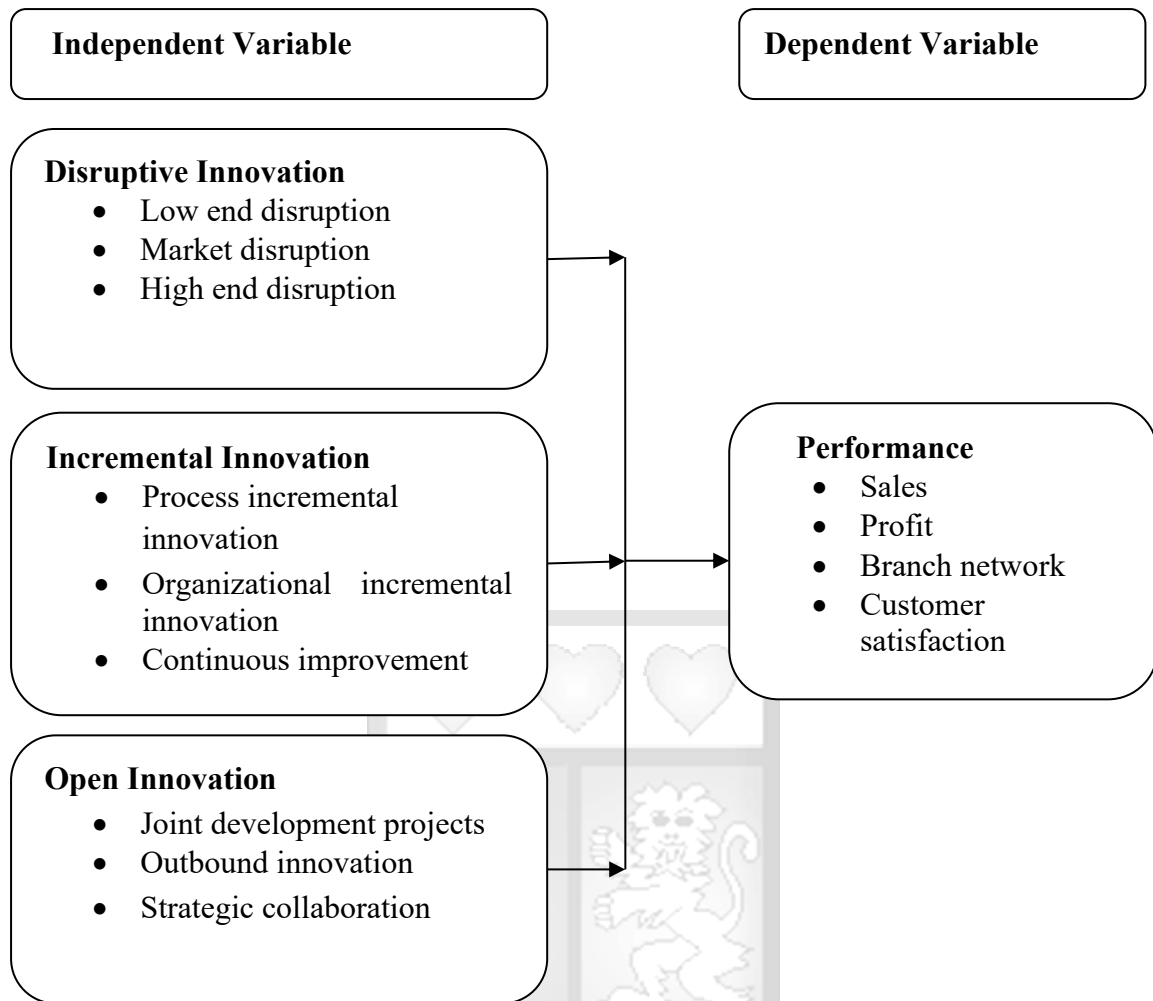 Independent Variable
Dependent Variable
Disruptive Innovation
• Low end disruption
• Market disruption
• High end disruption
Incremental Innovation
• Process incremental
innovation
• Organizational incremental
innovation
• Continuous improvement
Performance
• Sales
• Profit
• Branch network
• Customer
satisfaction
Open Innovation
• Joint development projects
• Outbound innovation
• Strategic collaboration